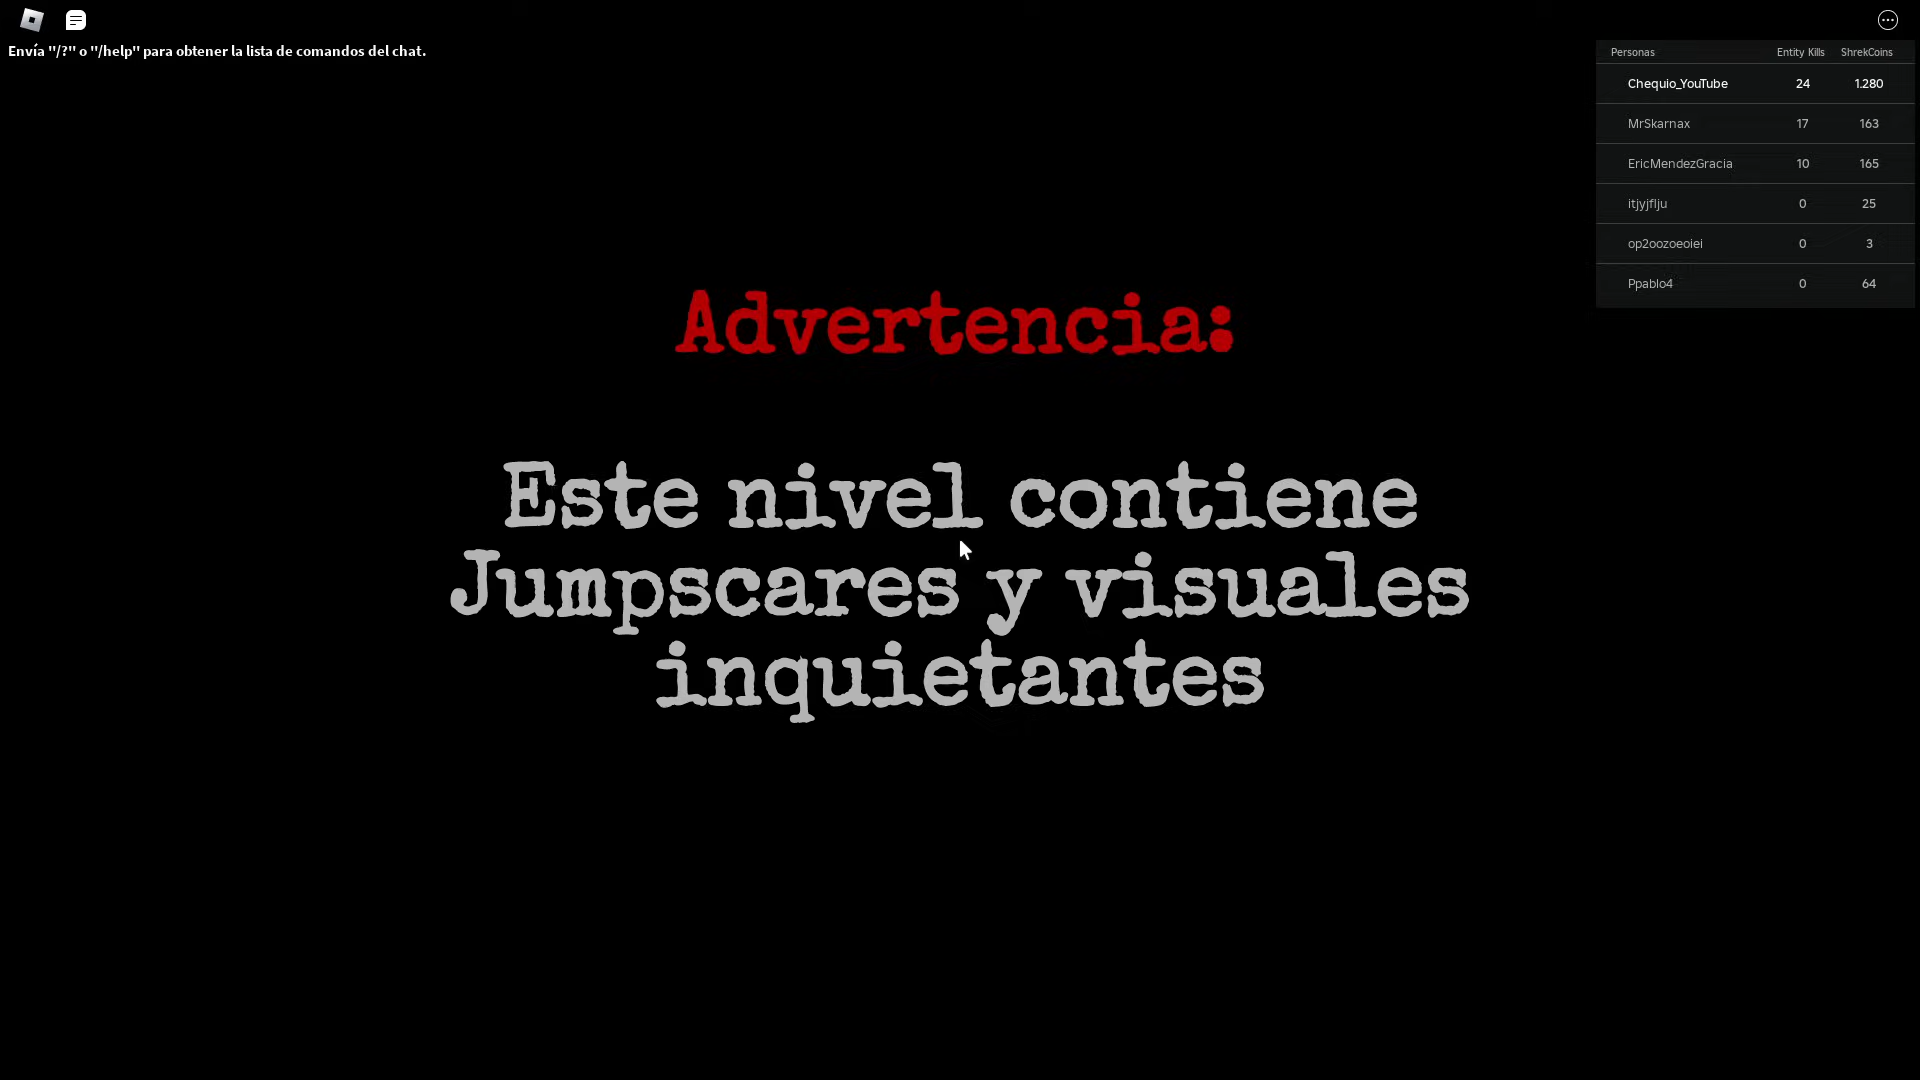 Envía "/?" o "/help" para obtener la lista de comandos del chat.
Personas Entity Kills ShrekCoins
Chequio_YouTube 24 1.280
MrSkarnax 17 163
EricMendezGracia 10 165
itjyjflju 0 25
op2oozoeoiei 0 3
Ppablo4 0 64
Advertencia:
Este nivel contiene
Jumpscares y visuales
inquietantes